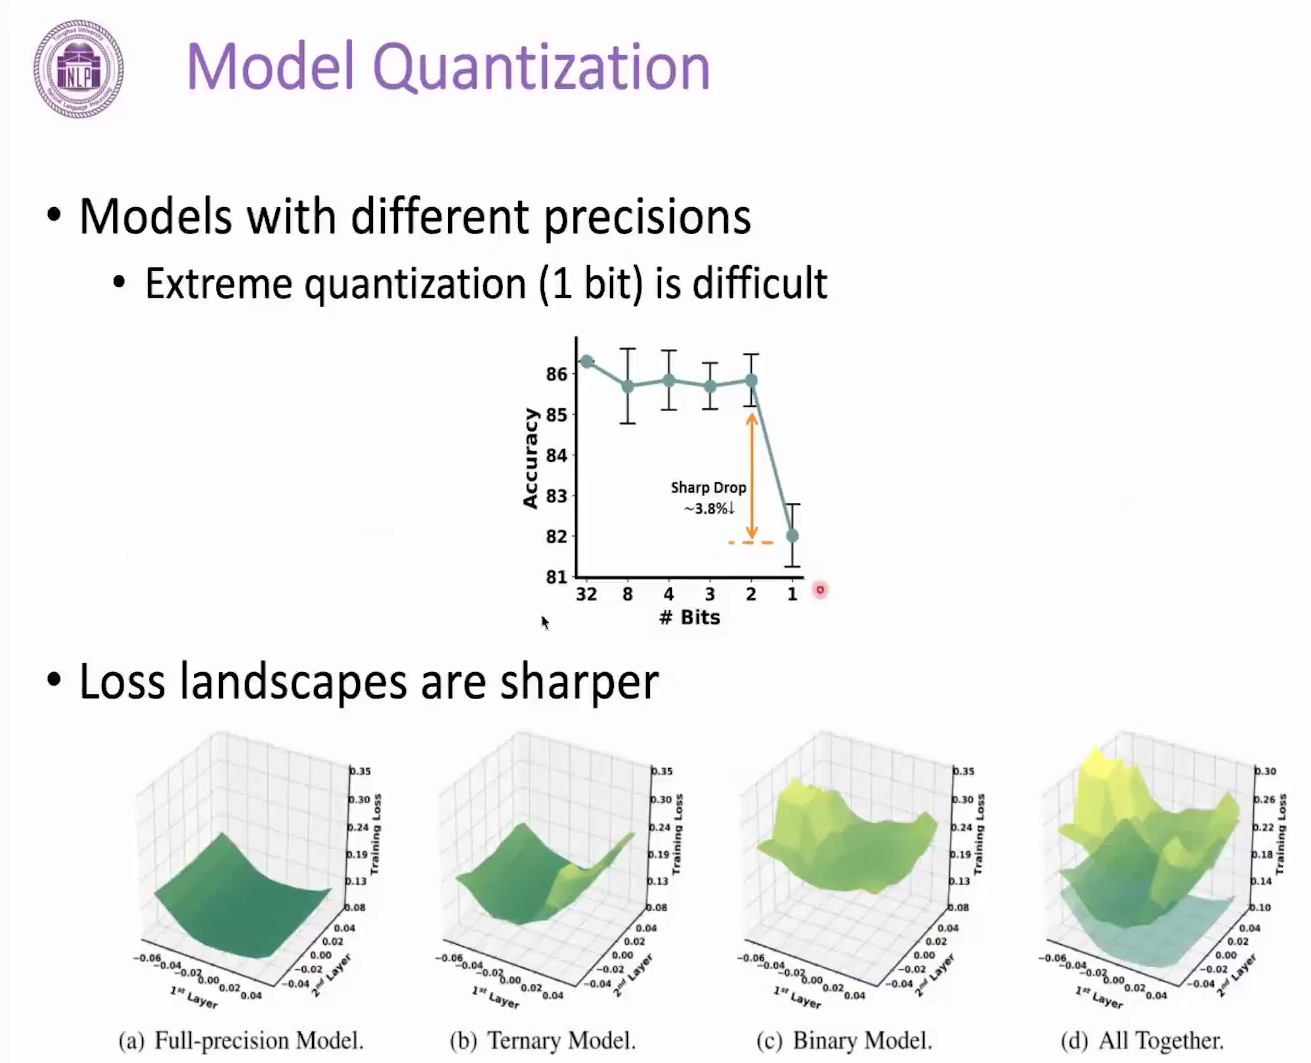 Tsinghua University
NLP
Natural Language Processing
Model Quantization
• Models with different precisions
• Extreme quantization (1 bit) is difficult
86
85
84
83
82
81
Accuracy
Sharp Drop
~3.8%↓
32 8 4 3 2 1
# Bits
• Loss landscapes are sharper
0.35
0.30
0.24
0.19
0.13
0.08
Training Loss
-0.06 -0.04 -0.02 0.00 0.02 0.04
1st Layer
-0.04 -0.02 0.00 0.02 0.04
2nd Layer
(a) Full-precision Model.
0.35
0.30
0.24
0.19
0.13
0.08
Training Loss
-0.06 -0.04 -0.02 0.00 0.02 0.04
1st Layer
-0.04 -0.02 0.00 0.02 0.04
2nd Layer
(b) Ternary Model.
0.35
0.30
0.24
0.19
0.13
0.08
Training Loss
-0.06 -0.04 -0.02 0.00 0.02 0.04
1st Layer
-0.04 -0.02 0.00 0.02 0.04
2nd Layer
(c) Binary Model.
0.30
0.26
0.22
0.18
0.14
0.10
Training Loss
-0.06 -0.04 -0.02 0.00 0.02 0.04
1st Layer
-0.04 -0.02 0.00 0.02 0.04
2nd Layer
(d) All Together.